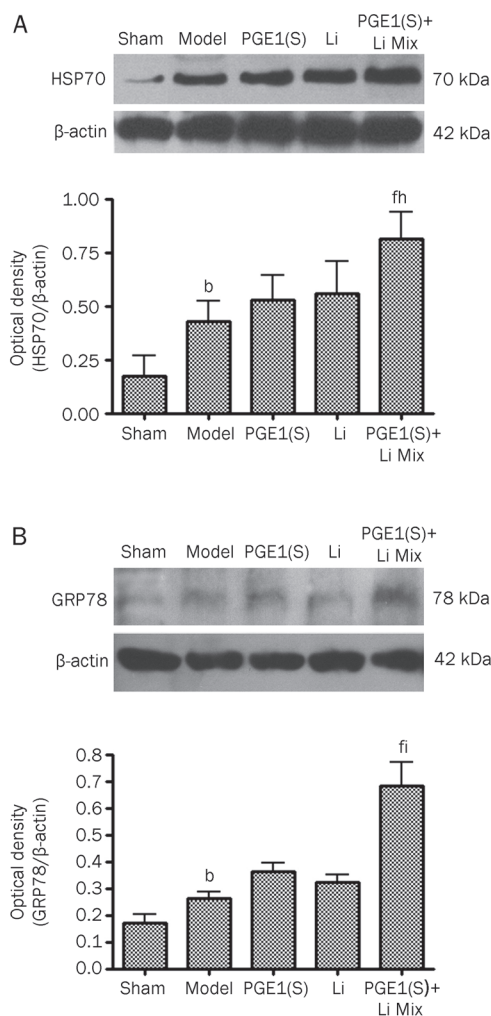 A
Sham Model PGE1(S) Li PGE1(S)+
Li Mix
HSP70 70 kDa
β-actin 42 kDa
Optical density
(HSP70/β-actin)
1.00
0.75
0.50
0.25
0.00
b
fh
Sham Model PGE1(S) Li PGE1(S)+
Li Mix
B
Sham Model PGE1(S) Li PGE1(S)+
Li Mix
GRP78 78 kDa
β-actin 42 kDa
Optical density
(GRP78/β-actin)
0.8
0.7
0.6
0.5
0.4
0.3
0.2
0.1
0.0
b
fi
Sham Model PGE1(S) Li PGE1(S)+
Li Mix